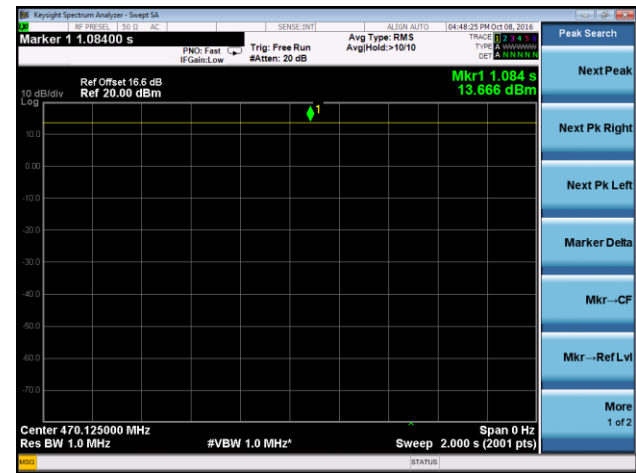 Keysight Spectrum Analyzer - Swept SA
RF PRESEL 50 Ω AC SENSE:INT ALIGN AUTO 04:48:25 PM Oct 08, 2016
Marker 1 1.08400 s
PNO: Fast
IFGain:Low
Trig: Free Run
#Atten: 20 dB
Avg Type: RMS
Avg|Hold:>10/10
TRACE 1 2 3 4 5 6
TYPE A WWWWW
DET A N N N N N
Peak Search
Next Peak
Next Pk Right
Next Pk Left
Marker Delta
Mkr→CF
Mkr→Ref Lvl
More
1 of 2
Ref Offset 16.6 dB
10 dB/div Ref 20.00 dBm
Log
Mkr1 1.084 s
13.666 dBm
1
10.0
0.00
-10.0
-20.0
-30.0
-40.0
-50.0
-60.0
-70.0
Center 470.125000 MHz Span 0 Hz
Res BW 1.0 MHz #VBW 1.0 MHz* Sweep 2.000 s (2001 pts)
MSG STATUS